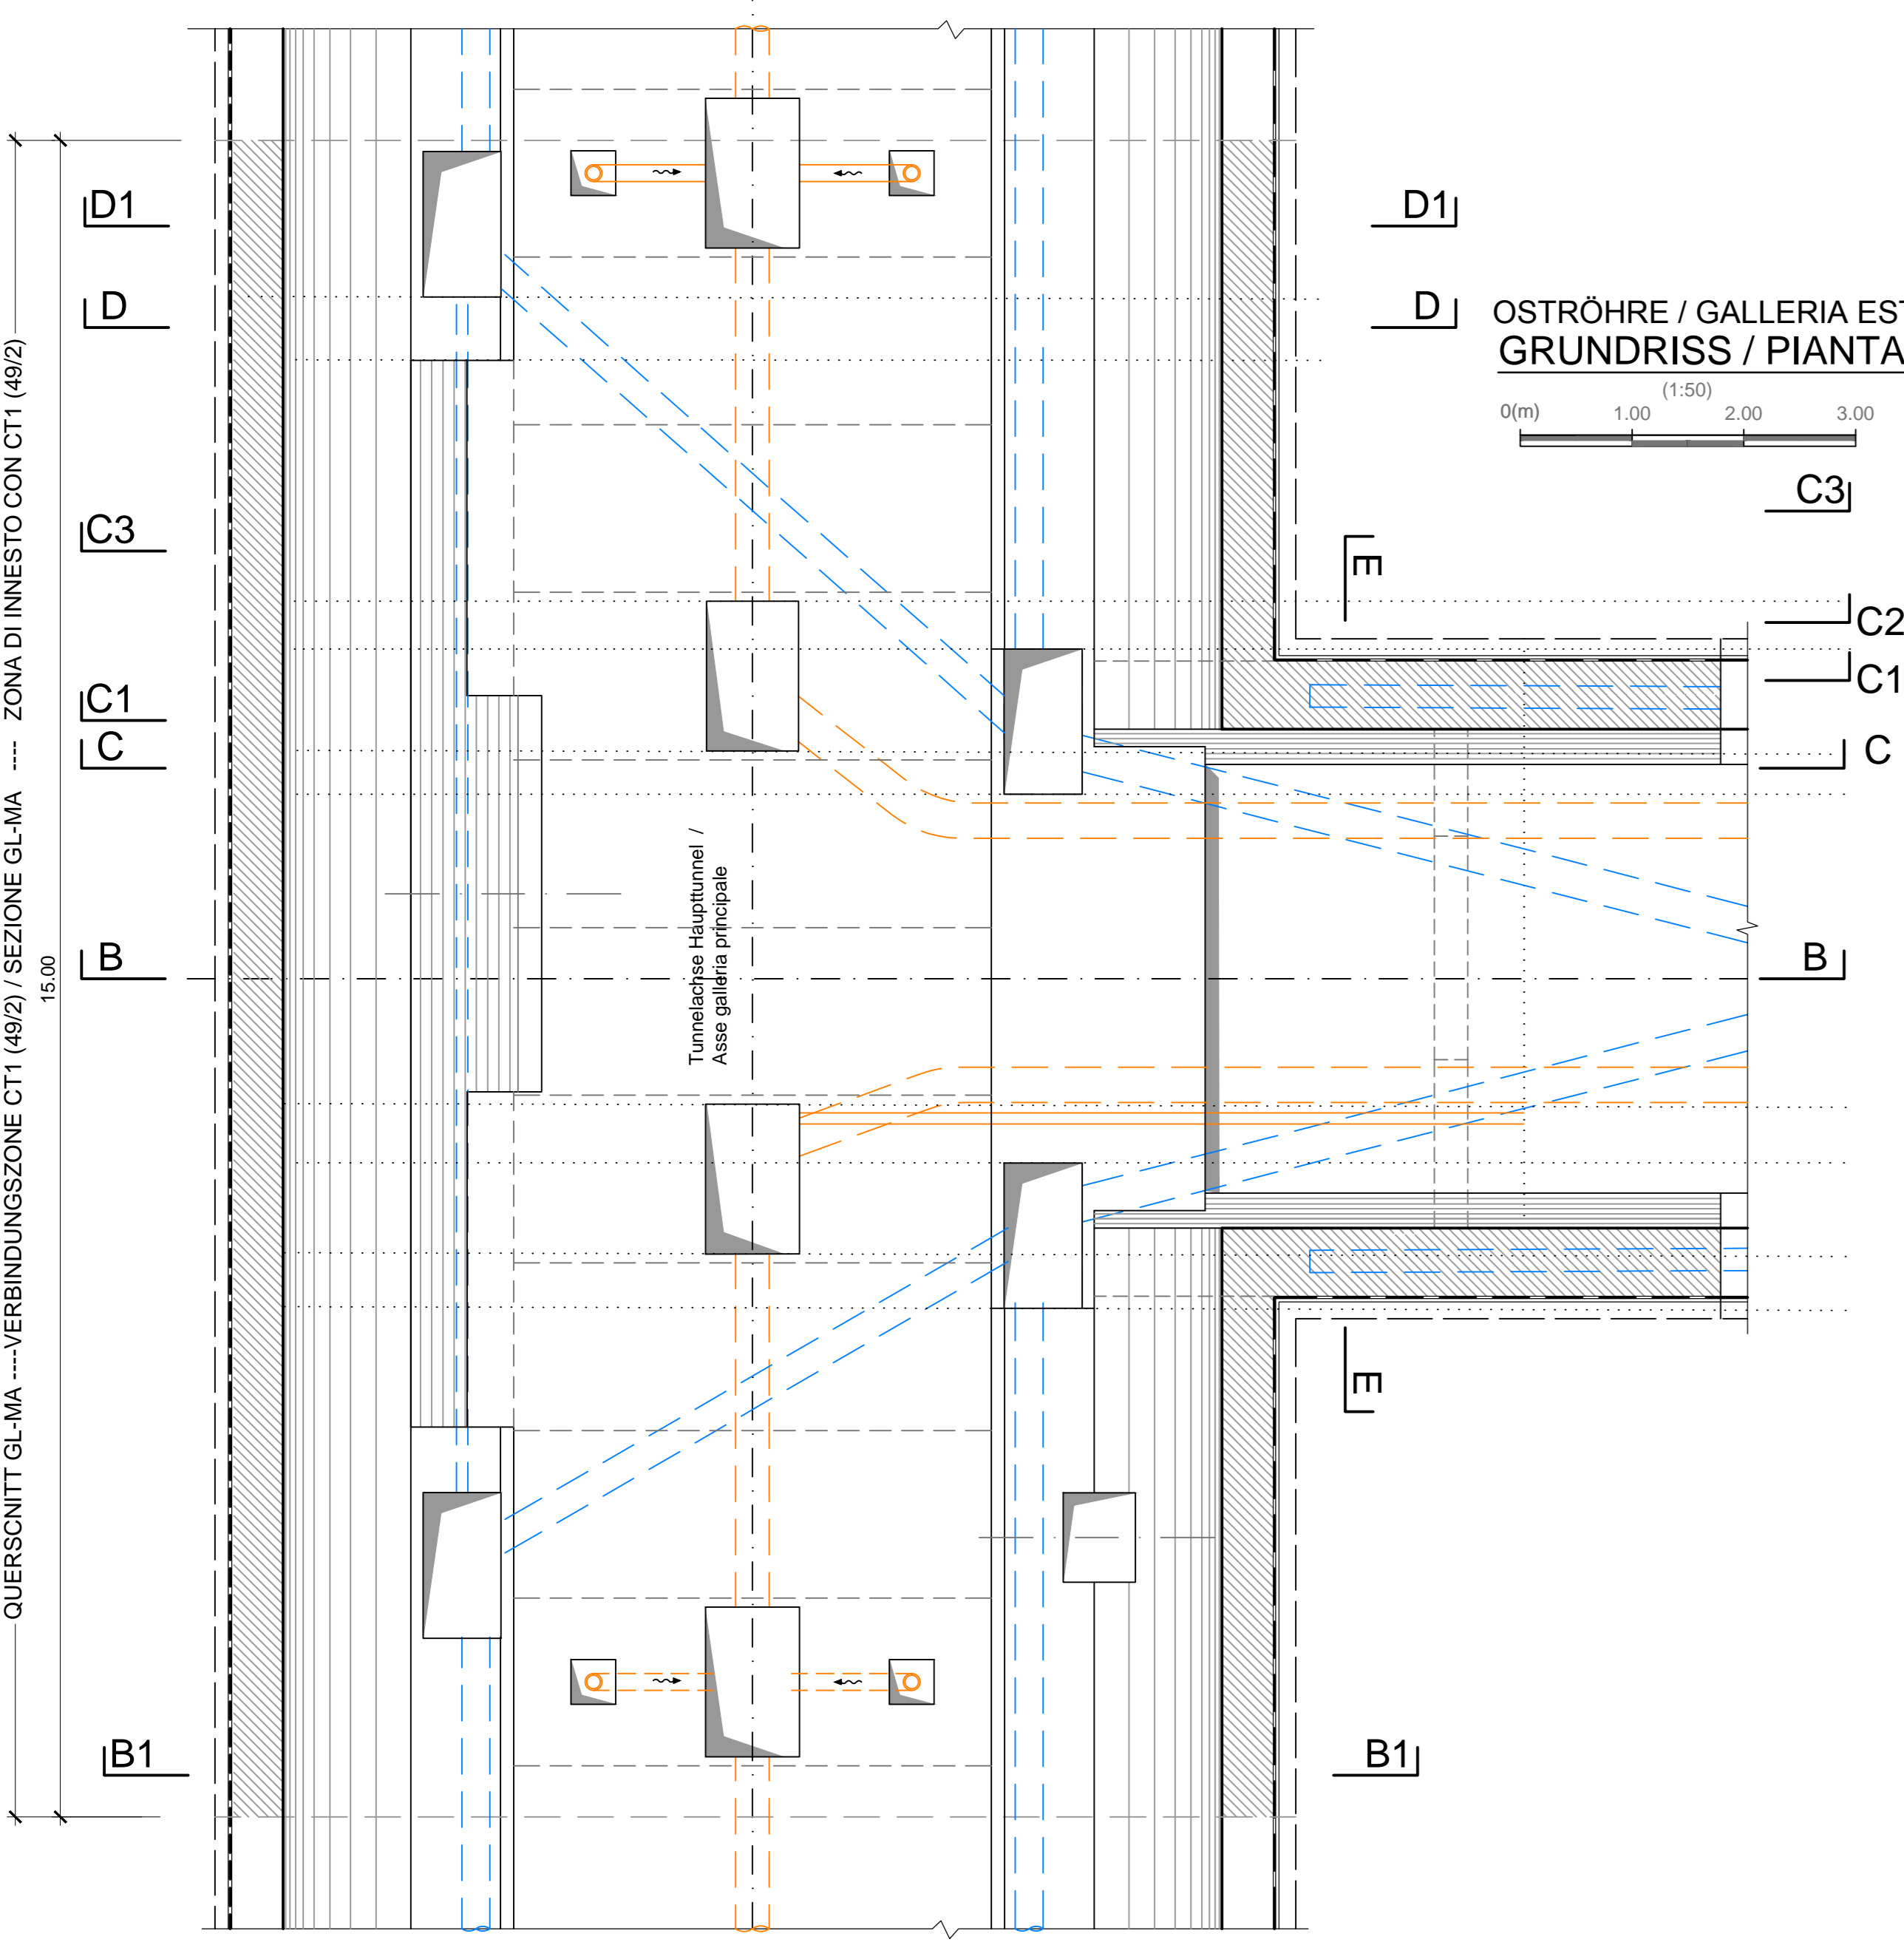 D1
D1
D
D
OSTRÖHRE / GALLERIA EST
GRUNDRISS / PIANTA
(1:50)
0(m) 1.00 2.00 3.00
C3
C3
E
C2
C1
C1
C
C
Tunnelachse Haupttunnel /
Asse galleria principale
QUERSCNITT GL-MA ----VERBINDUNGSZONE CT1 (49/2) / SEZIONE GL-MA ---- ZONA DI INNESTO CON CT1 (49/2)
15.00
B
B
E
B1
B1